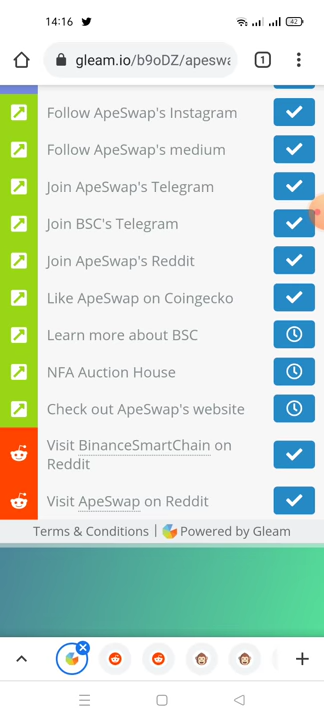 14:16
42
gleam.io/b9oDZ/apeswa
1
Follow ApeSwap's Instagram
Follow ApeSwap's medium
Join ApeSwap's Telegram
Join BSC's Telegram
Join ApeSwap's Reddit
Like ApeSwap on Coingecko
Learn more about BSC
NFA Auction House
Check out ApeSwap's website
Visit BinanceSmartChain on
Reddit
Visit ApeSwap on Reddit
Terms & Conditions | Powered by Gleam